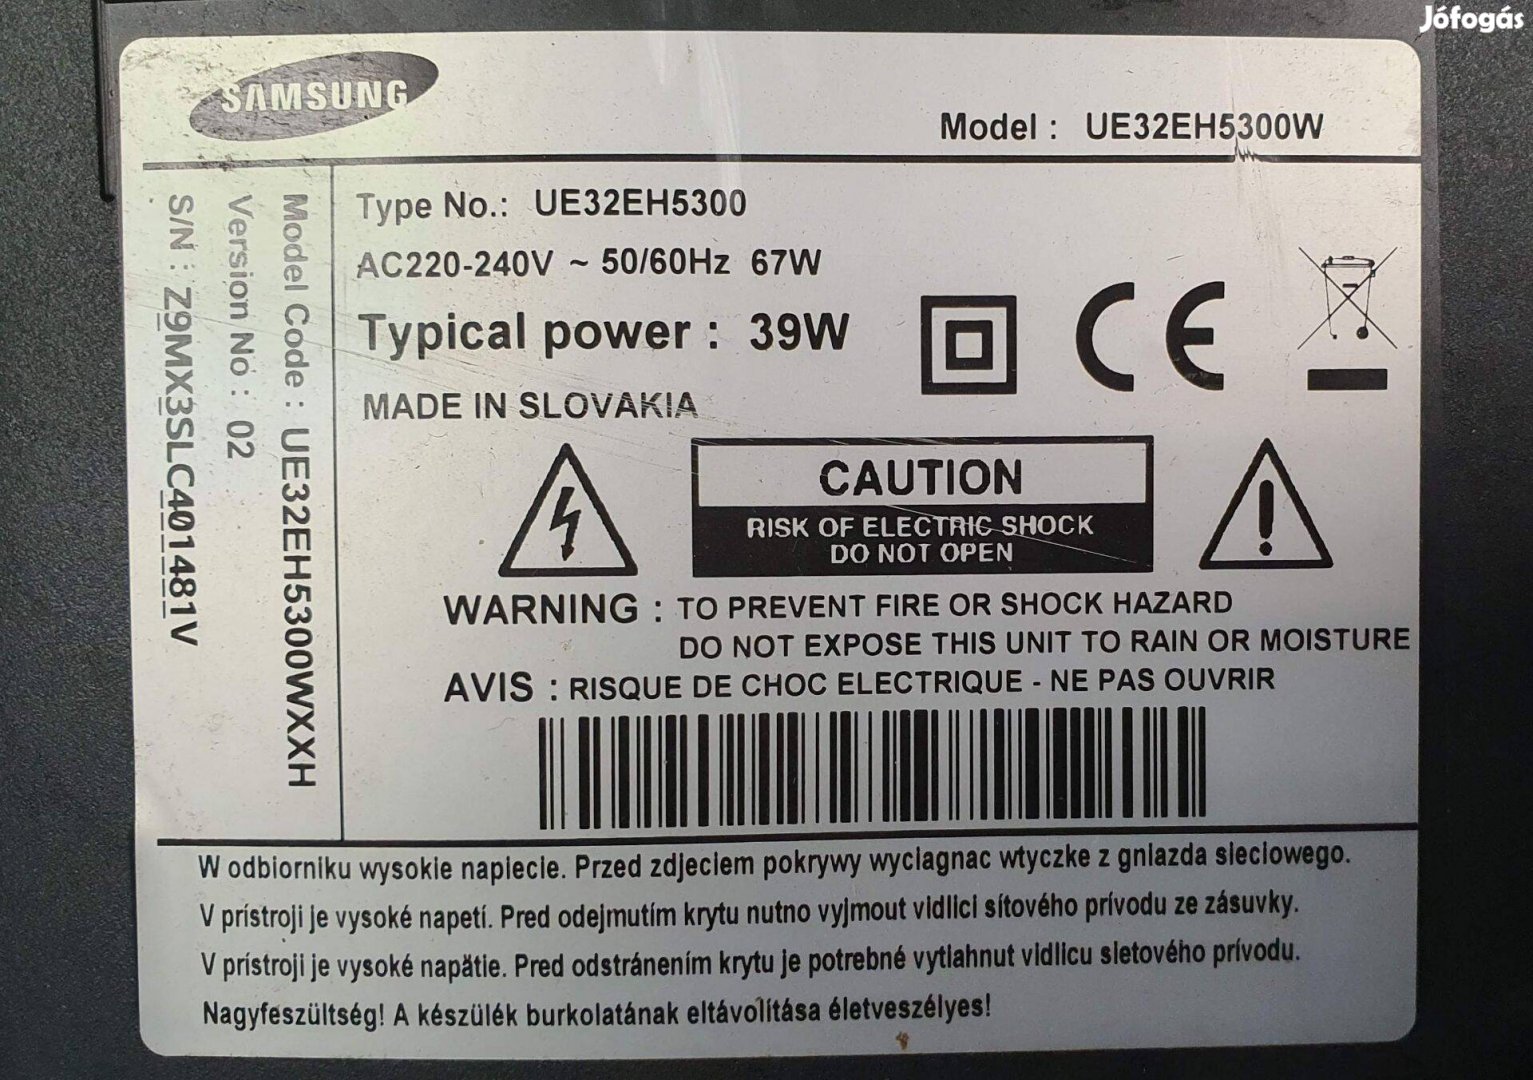 Jófogás
SAMSUNG
Model : UE32EH5300W
Model Code : UE32EH5300WXXH
Version No : 02
S/N : Z9MX3SLC401481V
Type No.: UE32EH5300
AC220-240V ~ 50/60Hz 67W
Typical power : 39W
MADE IN SLOVAKIA
CE
CAUTION
RISK OF ELECTRIC SHOCK
DO NOT OPEN
WARNING : TO PREVENT FIRE OR SHOCK HAZARD
DO NOT EXPOSE THIS UNIT TO RAIN OR MOISTURE
AVIS : RISQUE DE CHOC ELECTRIQUE - NE PAS OUVRIR
W odbiorniku wysokie napiecie. Przed zdjeciem pokrywy wyciagnac wtyczke z gniazda sieciowego.
V prístroji je vysoké napetí. Pred odejmutím krytu nutno vyjmout vidlici sítového prívodu ze zásuvky.
V prístroji je vysoké napätie. Pred odstránením krytu je potrebné vytiahnut vidlicu sietového prívodu.
Nagyfeszültség! A készülék burkolatának eltávolítása életveszélyes!